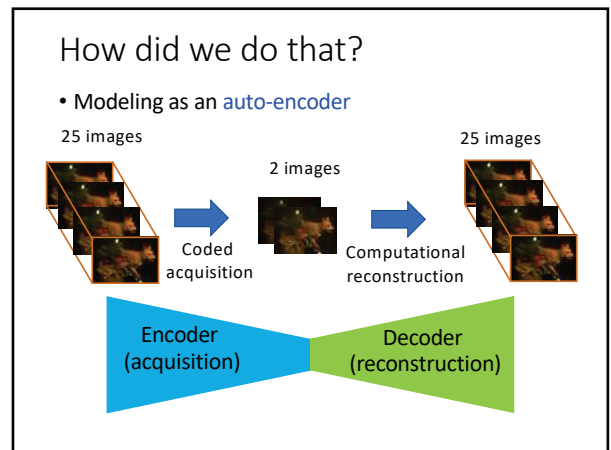 How did we do that?
• Modeling as an auto-encoder
25 images
2 images
25 images
Coded
acquisition
Computational
reconstruction
Encoder
(acquisition)
Decoder
(reconstruction)